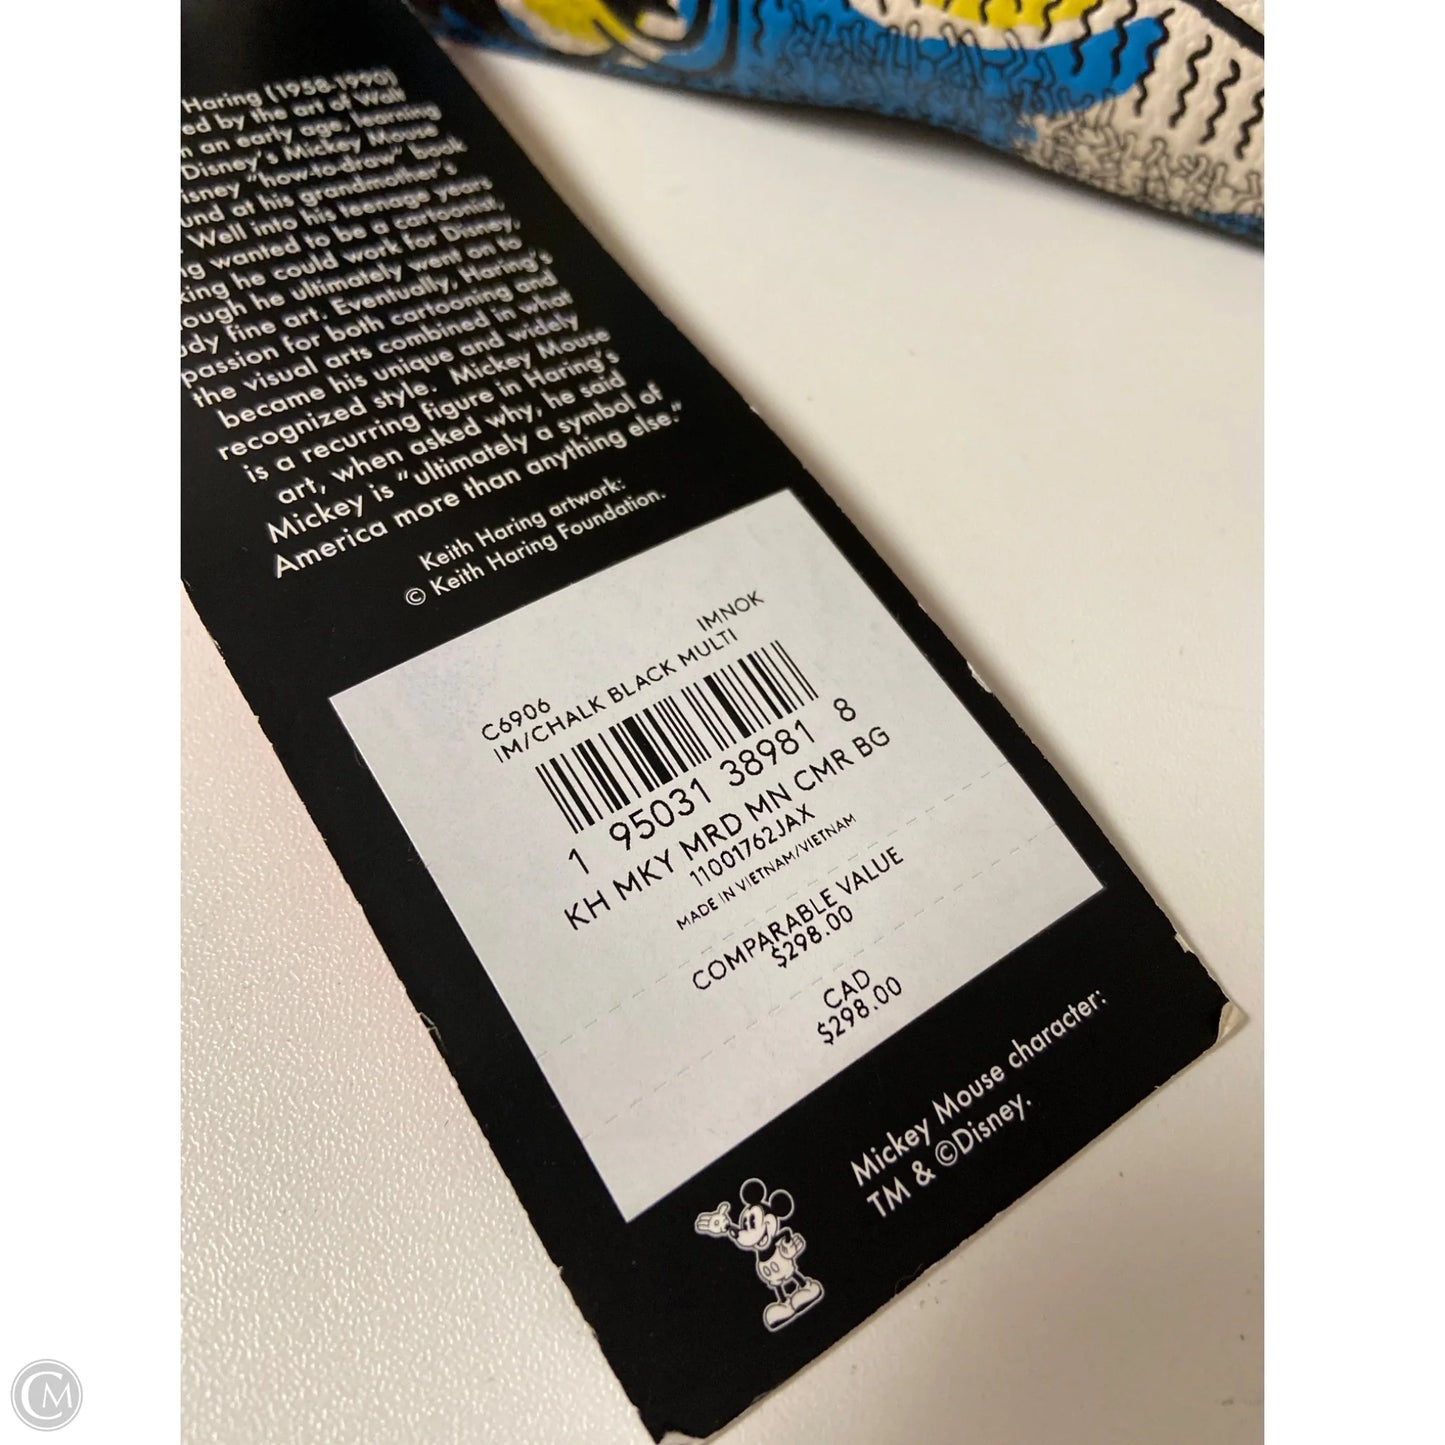 Haring (1958-1990)
ed by the art of Walt
n an early age, learning
Disney's Mickey Mouse
isney "how-to-draw" book
und at his grandmother's
. Well into his teenage years
ng wanted to be a cartoonist,
king he could work for Disney,
ough he ultimately went on to
udy fine art. Eventually, Haring's
passion for both cartooning and
the visual arts combined in what
became his unique and widely
recognized style. Mickey Mouse
is a recurring figure in Haring's
art, when asked why, he said
Mickey is "ultimately a symbol of
America more than anything else."
Keith Haring artwork:
© Keith Haring Foundation.
C6906 IMNOK
IM/CHALK BLACK MULTI
1 95031 38981 8
KH MKY MRD MN CMR BG
11001762JAX
MADE IN VIETNAM/VIETNAM
COMPARABLE VALUE
$298.00
CAD
$298.00
Mickey Mouse character:
TM & ©Disney.
CM